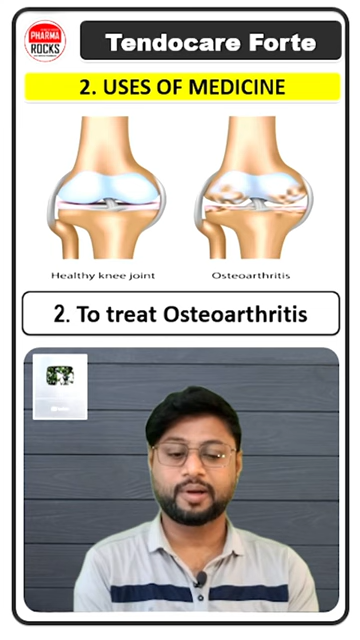 PHARMA
ROCKS
Tendocare Forte
2. USES OF MEDICINE
Healthy knee joint
Osteoarthritis
2. To treat Osteoarthritis